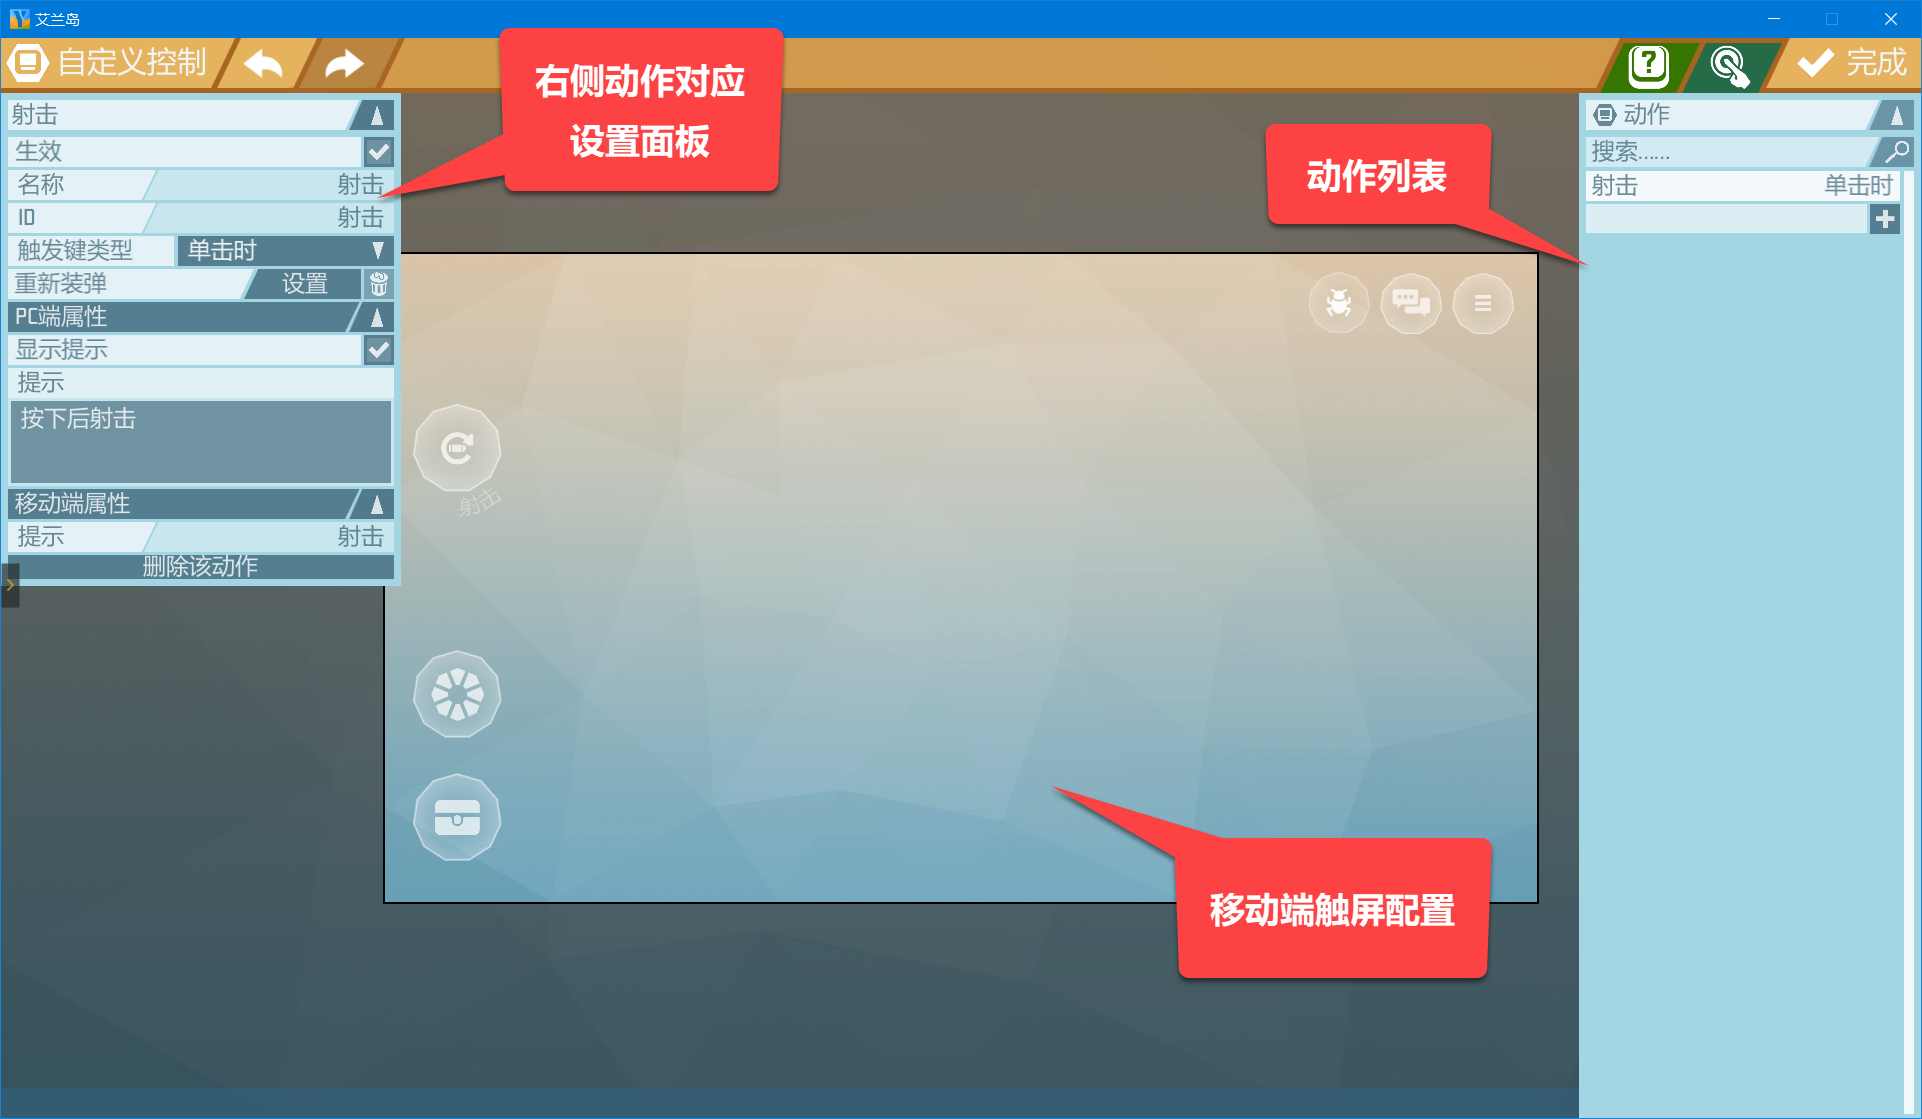 艾兰岛
自定义控制
完成
右侧动作对应
设置面板
射击
生效
名称 射击
ID 射击
触发键类型 单击时
重新装弹 设置
PC端属性
显示提示
提示
按下后射击
移动端属性
提示 射击
删除该动作
射击
动作列表
移动端触屏配置
动作
搜索......
射击 单击时